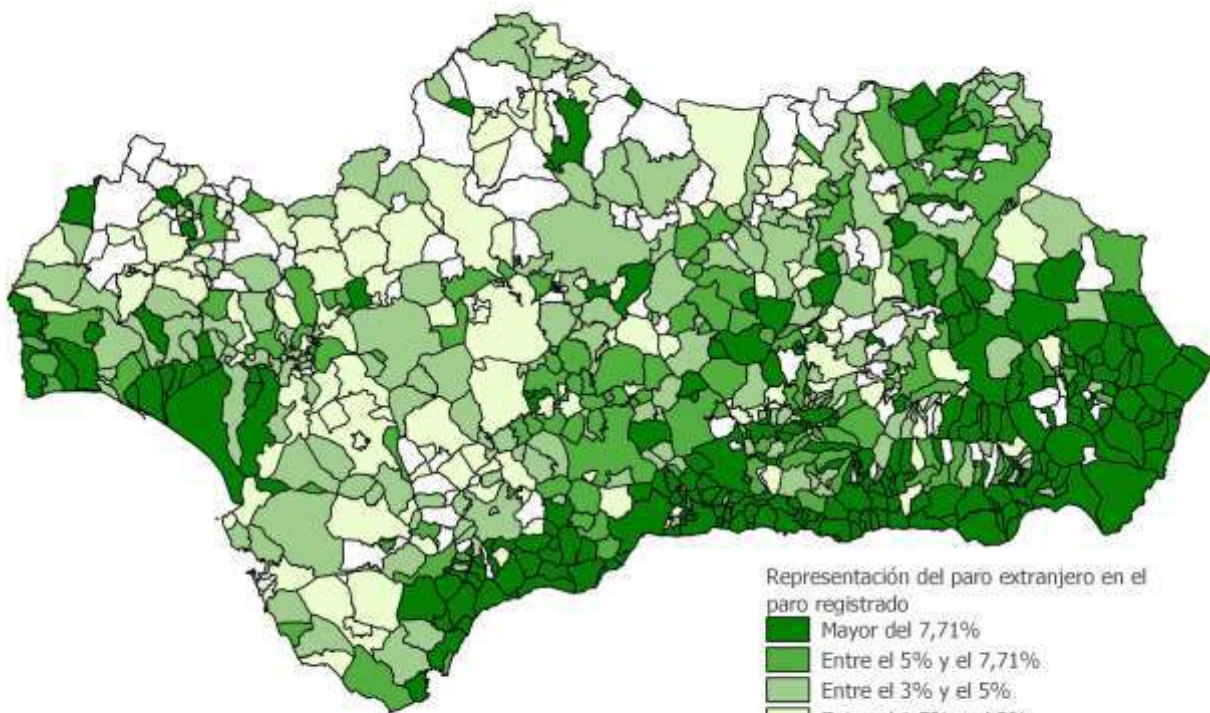 Representación del paro extranjero en el
paro registrado
Mayor del 7,71%
Entre el 5% y el 7,71%
Entre el 3% y el 5%